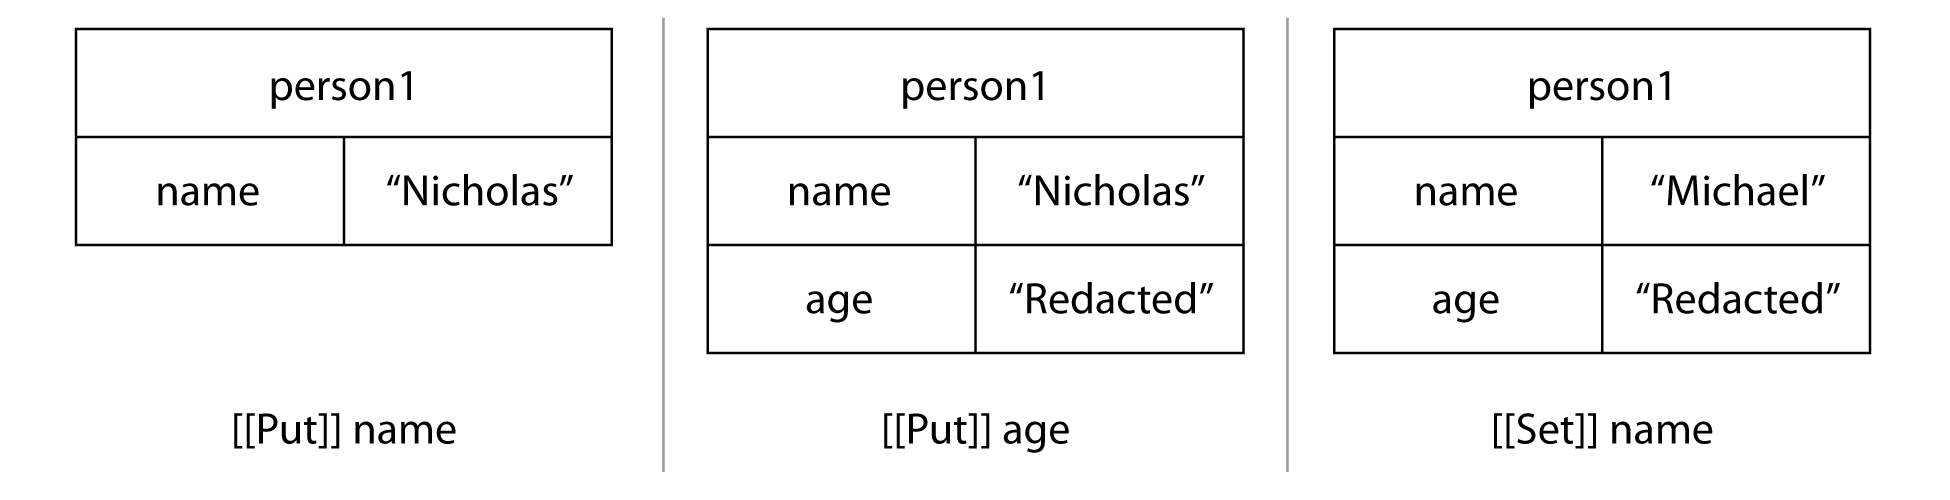 person1
name “Nicholas”
[[Put]] name
person1
name “Nicholas”
age “Redacted”
[[Put]] age
person1
name “Michael”
age “Redacted”
[[Set]] name